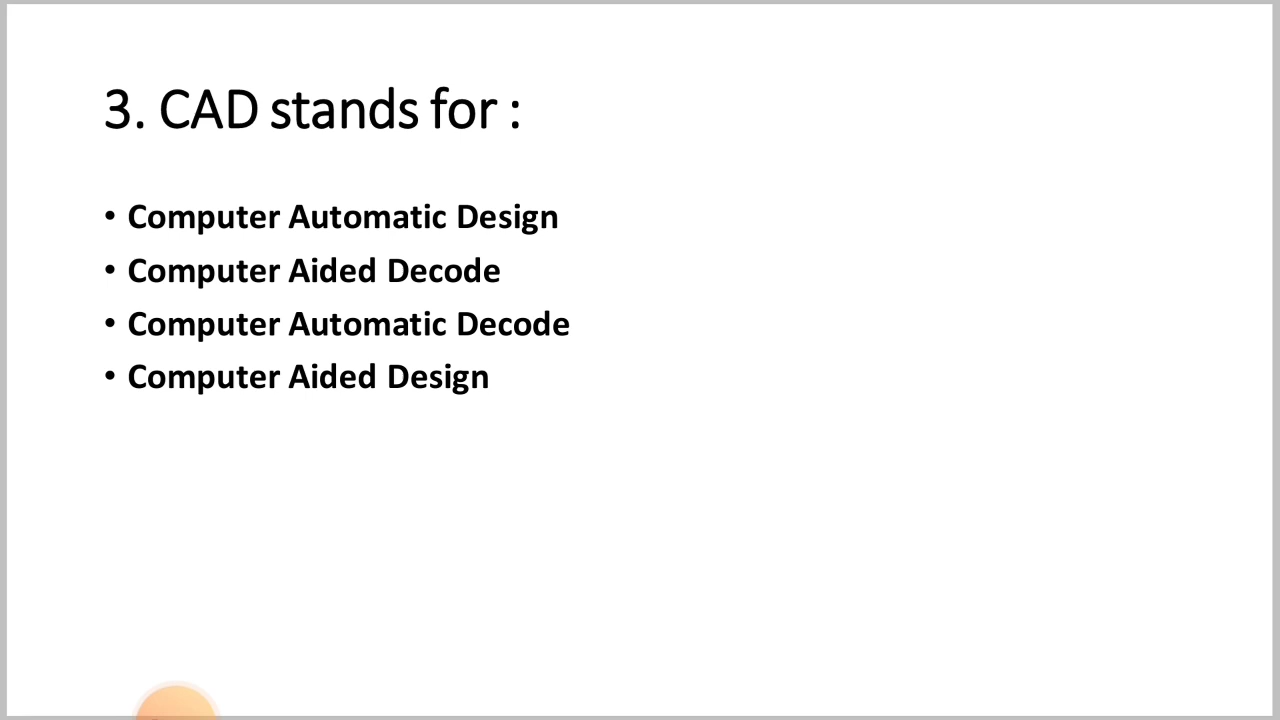 3. CAD stands for :
• Computer Automatic Design
• Computer Aided Decode
• Computer Automatic Decode
• Computer Aided Design